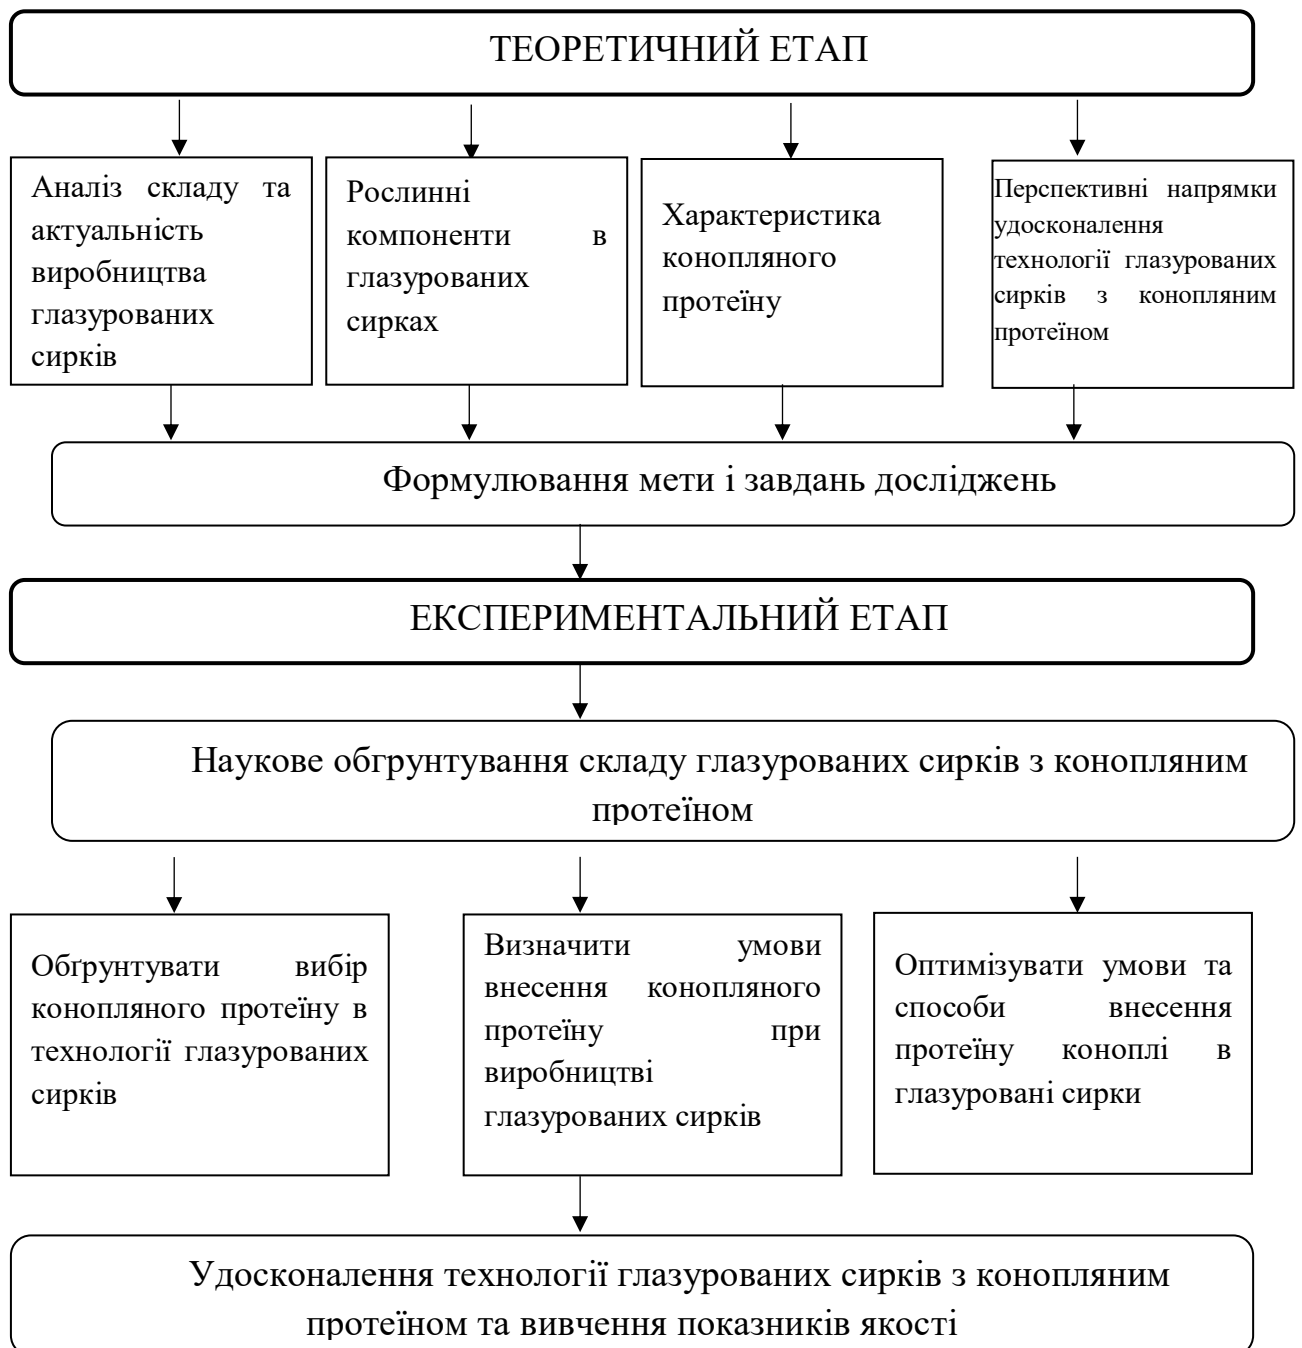 ТЕОРЕТИЧНИЙ ЕТАП
Аналіз складу та
актуальність
виробництва
глазурованих
сирків
Рослинні
компоненти в
глазурованих
сирках
Характеристика
конопляного
протеїну
Перспективні напрямки
удосконалення
технології глазурованих
сирків з конопляним
протеїном
Формулювання мети і завдань досліджень
ЕКСПЕРИМЕНТАЛЬНИЙ ЕТАП
Наукове обгрунтування складу глазурованих сирків з конопляним
протеїном
Обґрунтувати вибір
конопляного протеїну в
технології глазурованих
сирків
Визначити умови
внесення конопляного
протеїну при
виробництві
глазурованих сирків
Оптимізувати умови та
способи внесення
протеїну коноплі в
глазуровані сирки
Удосконалення технології глазурованих сирків з конопляним
протеїном та вивчення показників якості